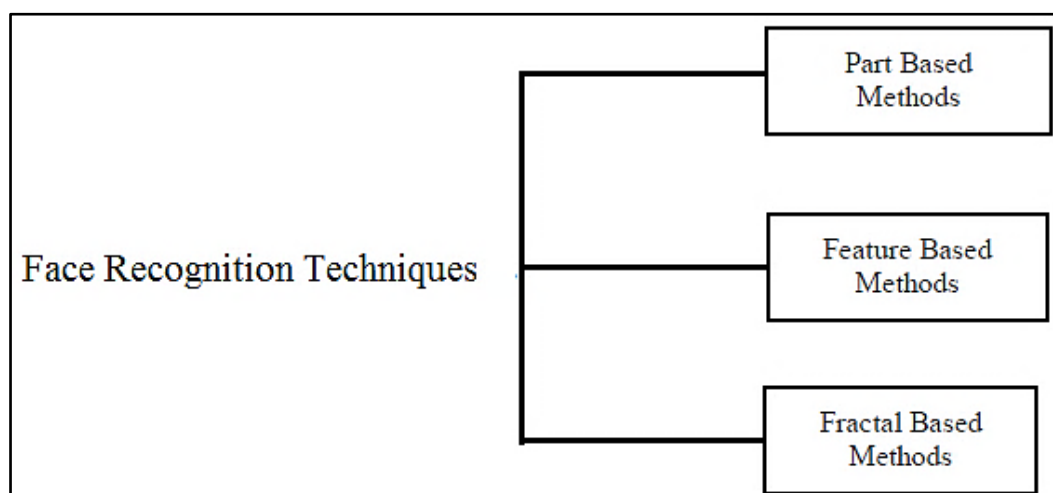 Part Based
Methods
Feature Based
Methods
Face Recognition Techniques
Fractal Based
Methods